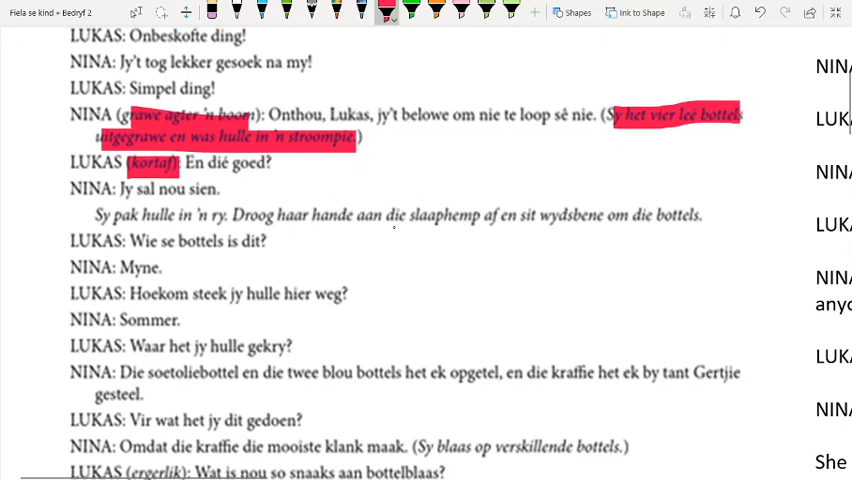 Fiela se kind » Bedryf 2
Shapes
Ink to Shape
LUKAS: Onbeskofte ding!
NINA: Jy't tog lekker gesoek na my!
LUKAS: Simpel ding!
NINA (grawe agter 'n boom): Onthou, Lukas, jy't belowe om nie te loop sê nie. (Sy het vier leë bottels
uitgegrawe en was hulle in 'n stroompie.)
LUKAS (kortaf): En dié goed?
NINA: Jy sal nou sien.
Sy pak hulle in 'n ry. Droog haar hande aan die slaaphemp af en sit wydsbene om die bottels.
LUKAS: Wie se bottels is dit?
NINA: Myne.
LUKAS: Hoekom steek jy hulle hier weg?
NINA: Sommer.
LUKAS: Waar het jy hulle gekry?
NINA: Die soetoliebottel en die twee blou bottels het ek opgetel, en die kraffie het ek by tant Gertjie
gesteel.
LUKAS: Vir wat het jy dit gedoen?
NINA: Omdat die kraffie die mooiste klank maak. (Sy blaas op verskillende bottels.)
LUKAS (ergerlik): Wat is nou so snaaks aan bottelblaas?
NIN
LUK
NIN
LUK
NIN
anyo
LUK
NIN
She